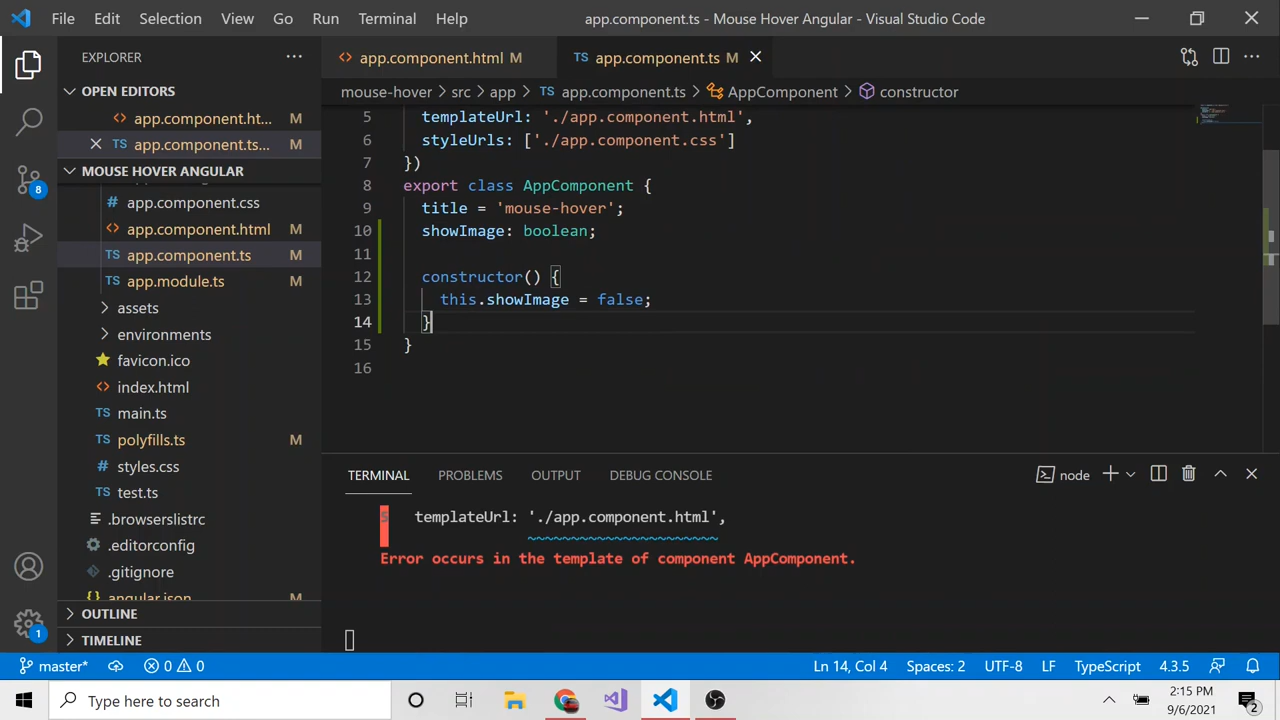 File Edit Selection View Go Run Terminal Help app.component.ts - Mouse Hover Angular - Visual Studio Code
EXPLORER
OPEN EDITORS
app.component.ht... M
app.component.ts... M
MOUSE HOVER ANGULAR
app.component.css
app.component.html M
app.component.ts M
app.module.ts M
assets
environments
favicon.ico
index.html
main.ts
polyfills.ts M
styles.css
test.ts
.browserslistrc
.editorconfig
.gitignore
angular.json M
OUTLINE
TIMELINE
8
1
app.component.html M app.component.ts M
mouse-hover > src > app > TS app.component.ts > AppComponent > constructor
5 templateUrl: './app.component.html',
6 styleUrls: ['./app.component.css']
7 })
8 export class AppComponent {
9 title = 'mouse-hover';
10 showImage: boolean;
11
12 constructor() {
13 this.showImage = false;
14 }
15 }
16
TERMINAL PROBLEMS OUTPUT DEBUG CONSOLE node
5 templateUrl: './app.component.html',
~~~~~~~~~~~~~~~~~~~~~~
Error occurs in the template of component AppComponent.
master* 0 0 Ln 14, Col 4 Spaces: 2 UTF-8 LF TypeScript 4.3.5
Type here to search
2:15 PM
9/6/2021
2